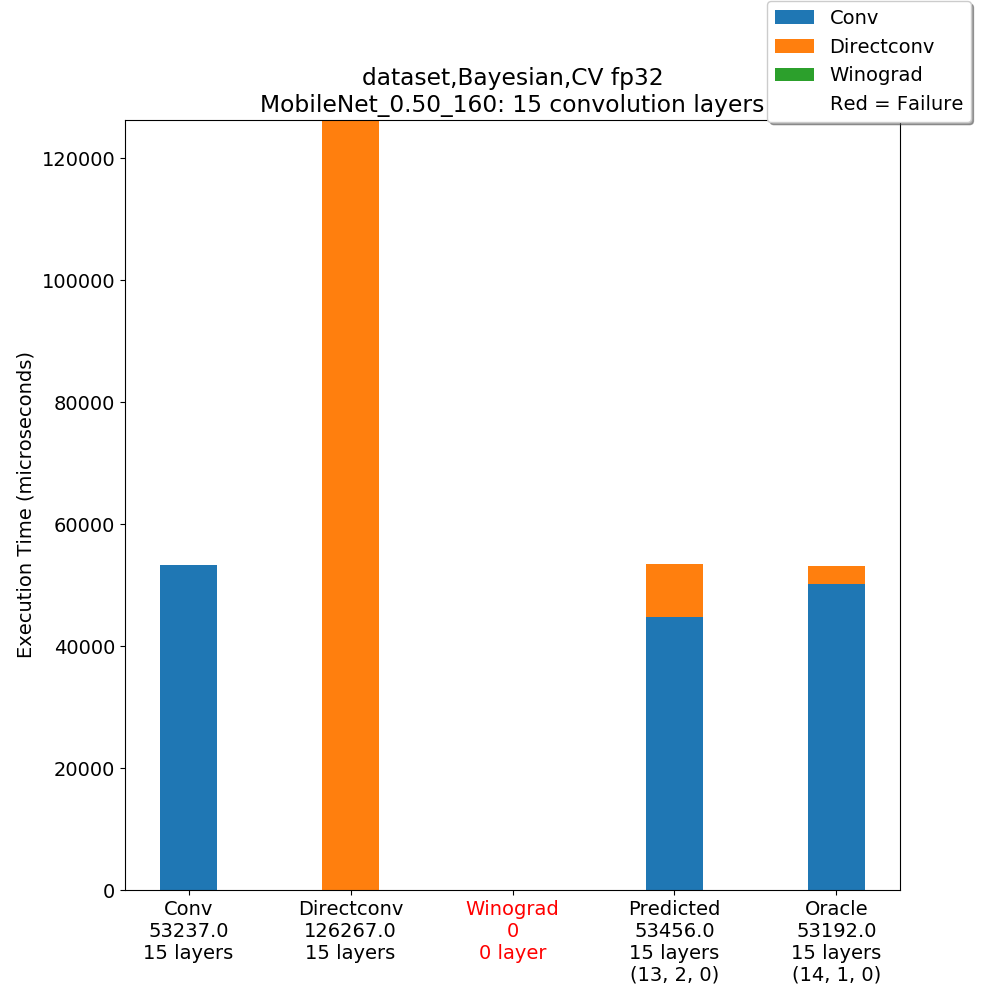 Conv
Directconv
Winograd
Red = Failure
dataset,Bayesian,CV fp32
MobileNet_0.50_160: 15 convolution layers
Execution Time (microseconds)
120000
100000
80000
60000
40000
20000
0
Conv
53237.0
15 layers
Directconv
126267.0
15 layers
Winograd
0
0 layer
Predicted
53456.0
15 layers
(13, 2, 0)
Oracle
53192.0
15 layers
(14, 1, 0)